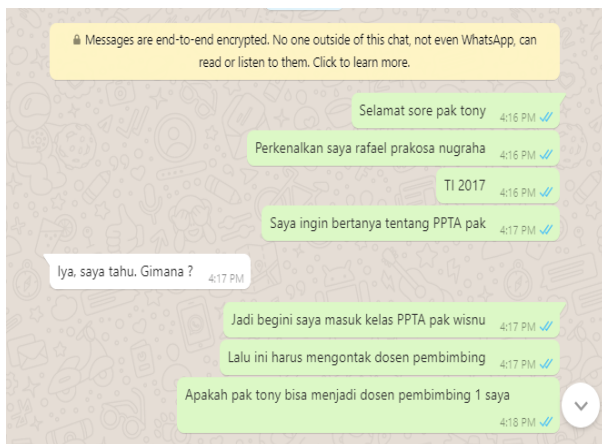 Messages are end-to-end encrypted. No one outside of this chat, not even WhatsApp, can
read or listen to them. Click to learn more.
Selamat sore pak tony 4:16 PM
Perkenalkan saya rafael prakosa nugraha 4:16 PM
TI 2017 4:16 PM
Saya ingin bertanya tentang PPTA pak 4:17 PM
Iya, saya tahu. Gimana ? 4:17 PM
Jadi begini saya masuk kelas PPTA pak wisnu 4:17 PM
Lalu ini harus mengontak dosen pembimbing 4:17 PM
Apakah pak tony bisa menjadi dosen pembimbing 1 saya
4:18 PM